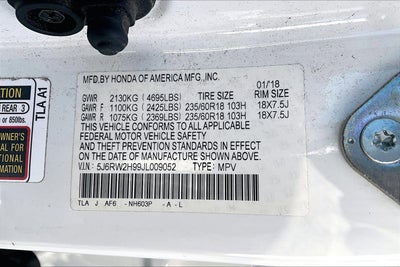 MFD.BY HONDA OF AMERICA MFG.,INC. 01/18
GVWR 2130KG (4695LBS) TIRE SIZE RIM SIZE
GAWR F 1100KG (2425LBS) 235/60R18 103H 18X7.5J
GAWR R 1075KG (2369LBS) 235/60R18 103H 18X7.5J
THIS VEHICLE CONFORMS TO ALL APPLICABLE
FEDERAL MOTOR VEHICLE SAFETY
AND THEFT PREVENTION STANDARDS IN EFFECT
ON THE DATE OF MANUFACTURE SHOWN ABOVE.
V.I.N.: 5J6RW2H99JL009052 TYPE: MPV
TLA J AF6 -NH603P -A-L
TLA A1
REAR 3
or 850lbs.
OWNER'S